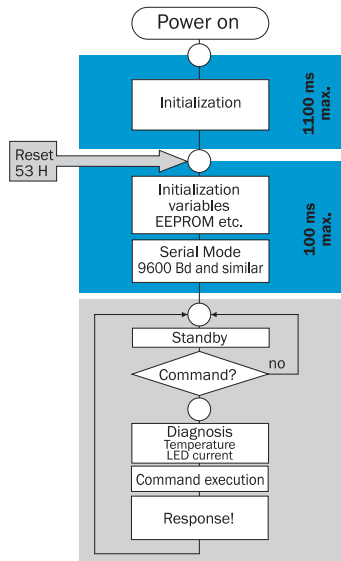 Power on
Initialization
1100 ms
max.
Reset
53 H
Initialization
variables
EEPROM etc.
Serial Mode
9600 Bd and similar
100 ms
max.
Standby
Command?
no
Diagnosis
Temperature
LED current
Command execution
Response!